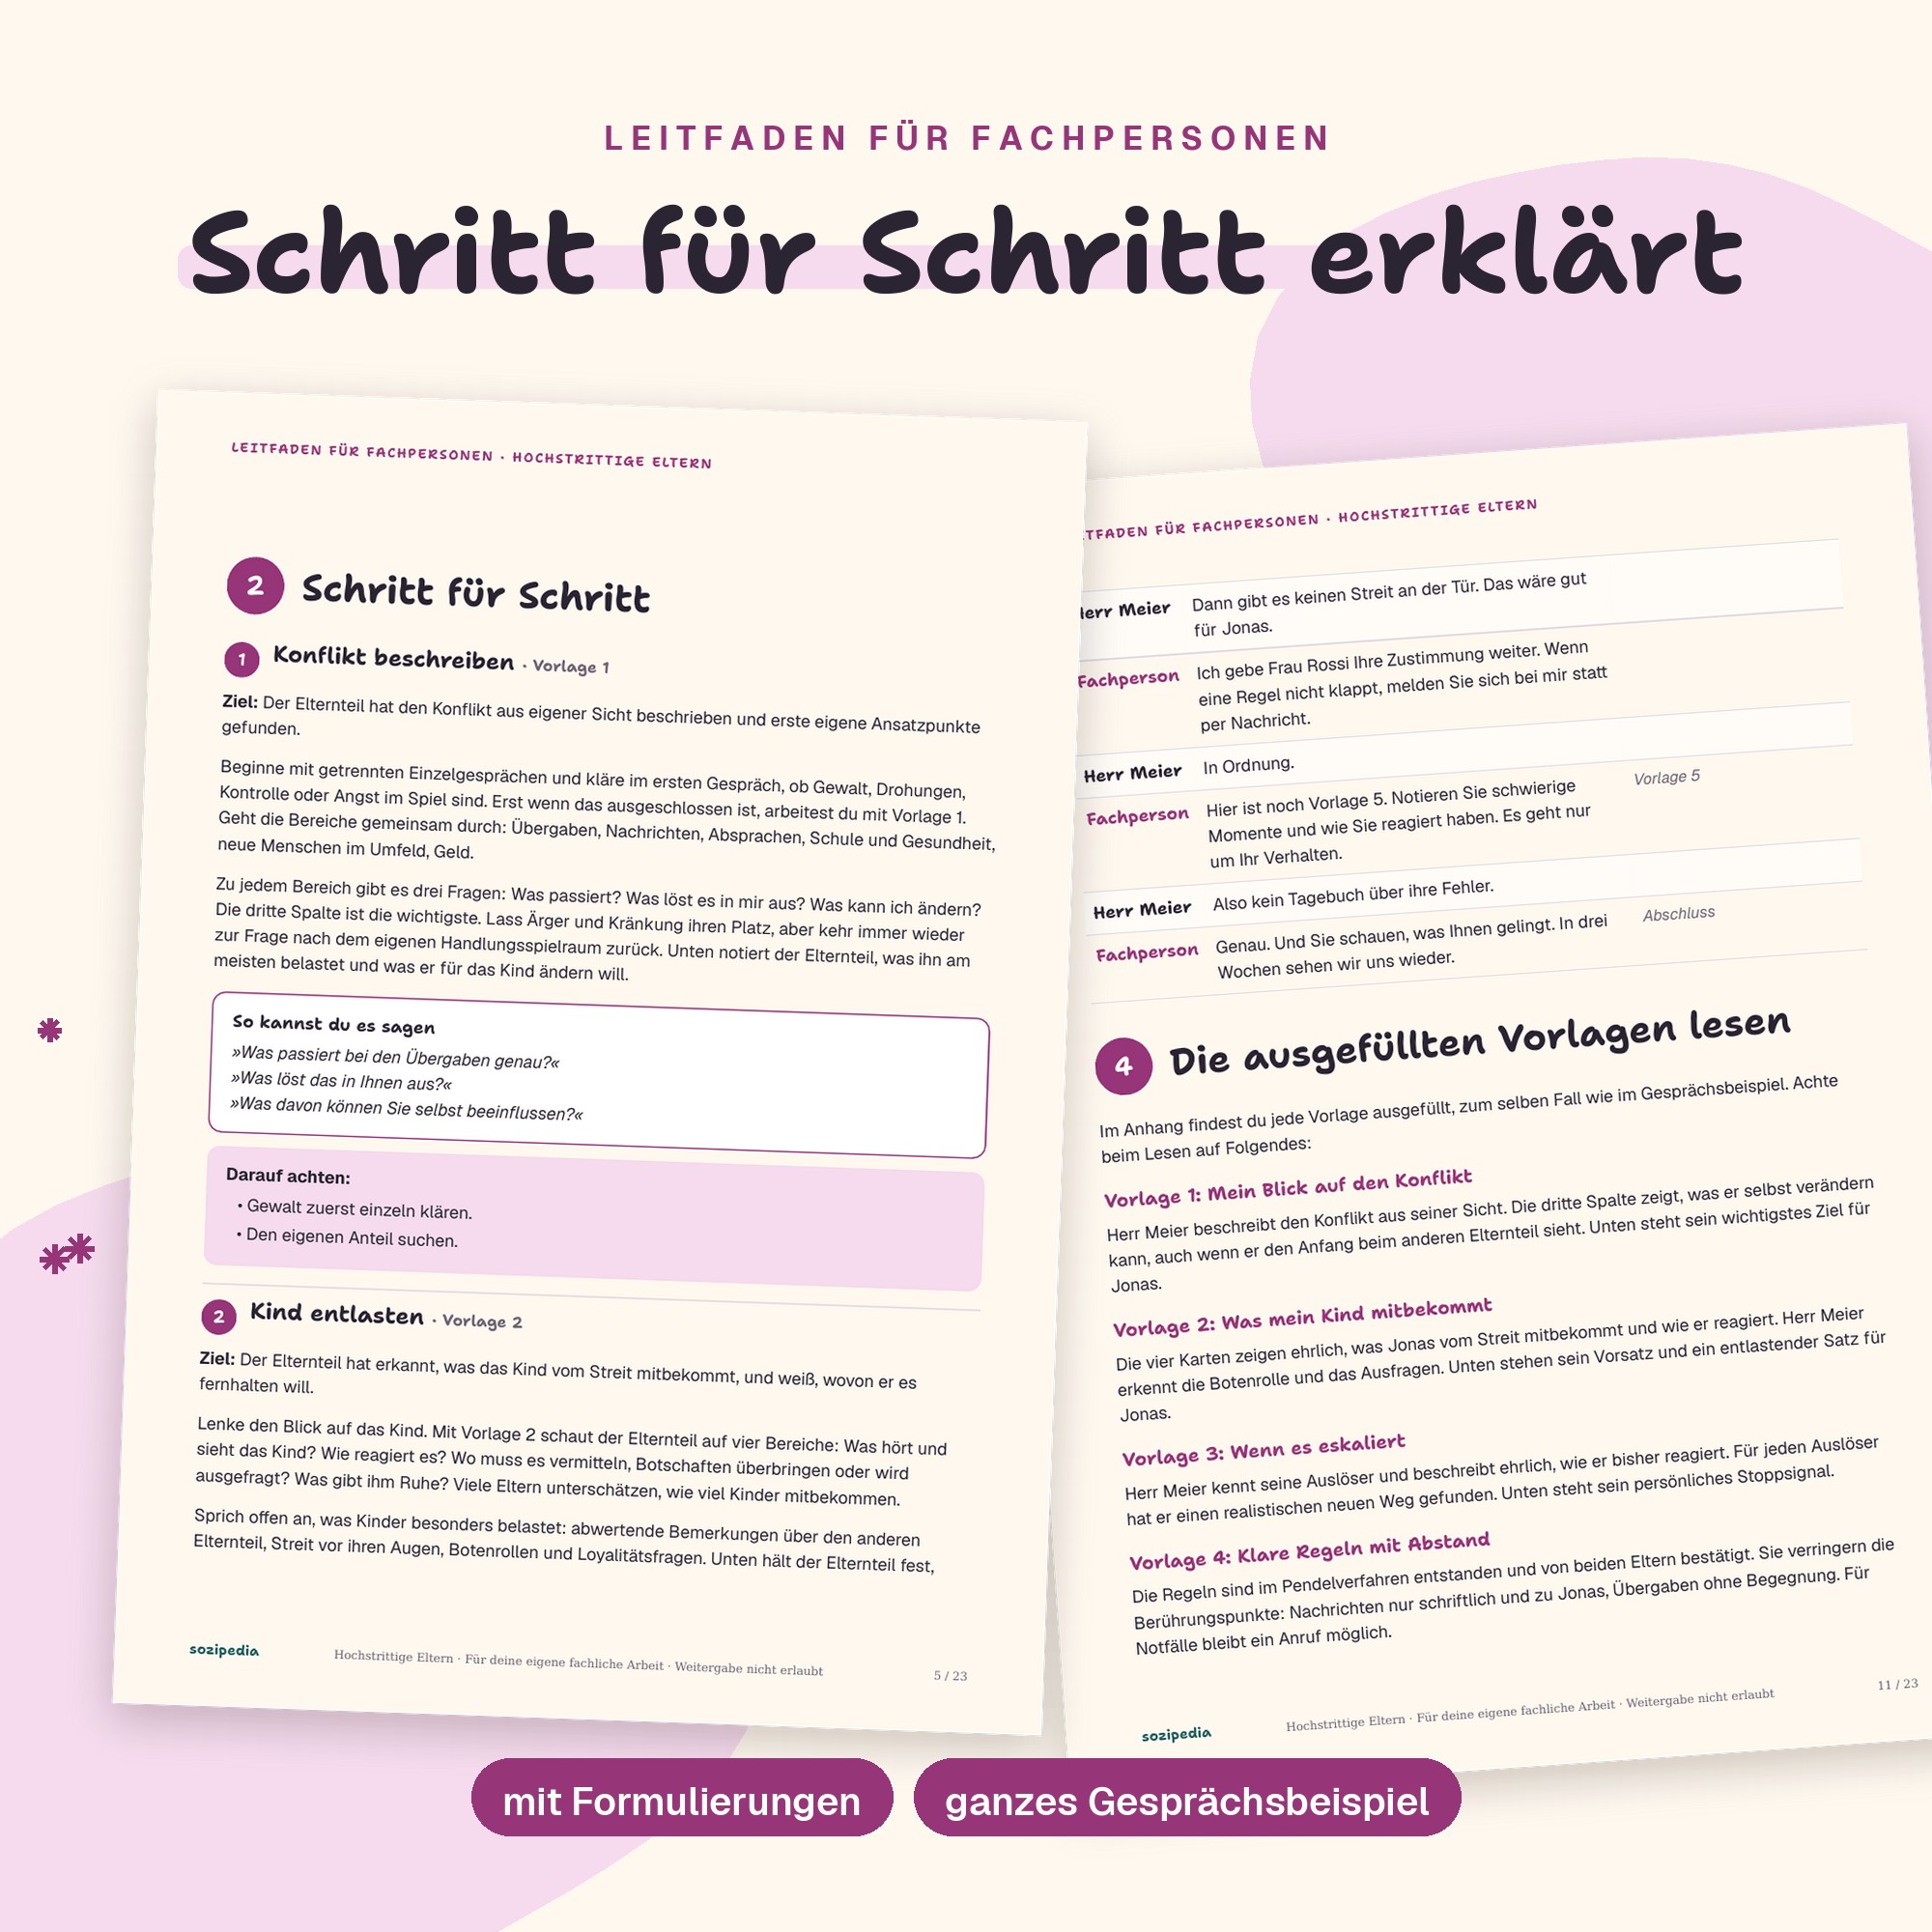 LEITFADEN FÜR FACHPERSONEN
Schritt für Schritt erklärt
LEITFADEN FÜR FACHPERSONEN · HOCHSTRITTIGE ELTERN
2 Schritt für Schritt
1 Konflikt beschreiben · Vorlage 1
Ziel: Der Elternteil hat den Konflikt aus eigener Sicht beschrieben und erste eigene Ansatzpunkte
gefunden.
Beginne mit getrennten Einzelgesprächen und kläre im ersten Gespräch, ob Gewalt, Drohungen,
Kontrolle oder Angst im Spiel sind. Erst wenn das ausgeschlossen ist, arbeitest du mit Vorlage 1.
Geht die Bereiche gemeinsam durch: Übergaben, Nachrichten, Absprachen, Schule und Gesundheit,
neue Menschen im Umfeld, Geld.
Zu jedem Bereich gibt es drei Fragen: Was passiert? Was löst es in mir aus? Was kann ich ändern?
Die dritte Spalte ist die wichtigste. Lass Ärger und Kränkung ihren Platz, aber kehr immer wieder
zur Frage nach dem eigenen Handlungsspielraum zurück. Unten notiert der Elternteil, was ihn am
meisten belastet und was er für das Kind ändern will.
So kannst du es sagen
»Was passiert bei den Übergaben genau?«
»Was löst das in Ihnen aus?«
»Was davon können Sie selbst beeinflussen?«
Darauf achten:
• Gewalt zuerst einzeln klären.
• Den eigenen Anteil suchen.
2 Kind entlasten · Vorlage 2
Ziel: Der Elternteil hat erkannt, was das Kind vom Streit mitbekommt, und weiß, wovon er es
fernhalten will.
Lenke den Blick auf das Kind. Mit Vorlage 2 schaut der Elternteil auf vier Bereiche: Was hört und
sieht das Kind? Wie reagiert es? Wo muss es vermitteln, Botschaften überbringen oder wird
ausgefragt? Was gibt ihm Ruhe? Viele Eltern unterschätzen, wie viel Kinder mitbekommen.
Sprich offen an, was Kinder besonders belastet: abwertende Bemerkungen über den anderen
Elternteil, Streit vor ihren Augen, Botenrollen und Loyalitätsfragen. Unten hält der Elternteil fest,
sozipedia
Hochstrittige Eltern · Für deine eigene fachliche Arbeit · Weitergabe nicht erlaubt
5 / 23
TFADEN FÜR FACHPERSONEN · HOCHSTRITTIGE ELTERN
Herr Meier Dann gibt es keinen Streit an der Tür. Das wäre gut
für Jonas.
Fachperson Ich gebe Frau Rossi Ihre Zustimmung weiter. Wenn
eine Regel nicht klappt, melden Sie sich bei mir statt
per Nachricht.
Herr Meier In Ordnung.
Fachperson Hier ist noch Vorlage 5. Notieren Sie schwierige Vorlage 5
Momente und wie Sie reagiert haben. Es geht nur
um Ihr Verhalten.
Herr Meier Also kein Tagebuch über ihre Fehler.
Fachperson Genau. Und Sie schauen, was Ihnen gelingt. In drei Abschluss
Wochen sehen wir uns wieder.
4 Die ausgefüllten Vorlagen lesen
Im Anhang findest du jede Vorlage ausgefüllt, zum selben Fall wie im Gesprächsbeispiel. Achte
beim Lesen auf Folgendes:
Vorlage 1: Mein Blick auf den Konflikt
Herr Meier beschreibt den Konflikt aus seiner Sicht. Die dritte Spalte zeigt, was er selbst verändern
kann, auch wenn er den Anfang beim anderen Elternteil sieht. Unten steht sein wichtigstes Ziel für
Jonas.
Vorlage 2: Was mein Kind mitbekommt
Die vier Karten zeigen ehrlich, was Jonas vom Streit mitbekommt und wie er reagiert. Herr Meier
erkennt die Botenrolle und das Ausfragen. Unten stehen sein Vorsatz und ein entlastender Satz für
Jonas.
Vorlage 3: Wenn es eskaliert
Herr Meier kennt seine Auslöser und beschreibt ehrlich, wie er bisher reagiert. Für jeden Auslöser
hat er einen realistischen neuen Weg gefunden. Unten steht sein persönliches Stoppsignal.
Vorlage 4: Klare Regeln mit Abstand
Die Regeln sind im Pendelverfahren entstanden und von beiden Eltern bestätigt. Sie verringern die
Berührungspunkte: Nachrichten nur schriftlich und zu Jonas, Übergaben ohne Begegnung. Für
Notfälle bleibt ein Anruf möglich.
sozipedia
Hochstrittige Eltern · Für deine eigene fachliche Arbeit · Weitergabe nicht erlaubt
11 / 23
mit Formulierungen
ganzes Gesprächsbeispiel